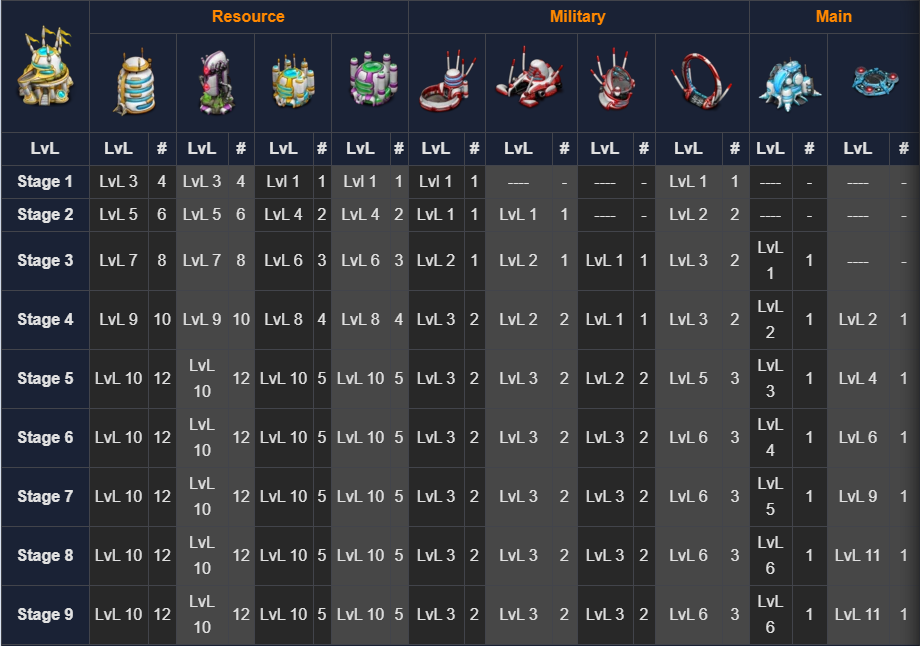 Resource Military Main
LvL LvL # LvL # LvL # LvL # LvL # LvL # LvL # LvL # LvL # LvL #
Stage 1 LvL 3 4 LvL 3 4 Lvl 1 1 Lvl 1 1 Lvl 1 1 ---- - ---- - LvL 1 1 ---- - ---- -
Stage 2 LvL 5 6 LvL 5 6 LvL 4 2 LvL 4 2 LvL 1 1 LvL 1 1 ---- - LvL 2 2 ---- - ---- -
Stage 3 LvL 7 8 LvL 7 8 LvL 6 3 LvL 6 3 LvL 2 1 LvL 2 1 LvL 1 1 LvL 3 2 LvL 1 1 ---- -
Stage 4 LvL 9 10 LvL 9 10 LvL 8 4 LvL 8 4 LvL 3 2 LvL 2 2 LvL 1 1 LvL 3 2 LvL 2 1 LvL 2 1
Stage 5 LvL 10 12 LvL 10 12 LvL 10 5 LvL 10 5 LvL 3 2 LvL 3 2 LvL 2 2 LvL 5 3 LvL 3 1 LvL 4 1
Stage 6 LvL 10 12 LvL 10 12 LvL 10 5 LvL 10 5 LvL 3 2 LvL 3 2 LvL 3 2 LvL 6 3 LvL 4 1 LvL 6 1
Stage 7 LvL 10 12 LvL 10 12 LvL 10 5 LvL 10 5 LvL 3 2 LvL 3 2 LvL 3 2 LvL 6 3 LvL 5 1 LvL 9 1
Stage 8 LvL 10 12 LvL 10 12 LvL 10 5 LvL 10 5 LvL 3 2 LvL 3 2 LvL 3 2 LvL 6 3 LvL 6 1 LvL 11 1
Stage 9 LvL 10 12 LvL 10 12 LvL 10 5 LvL 10 5 LvL 3 2 LvL 3 2 LvL 3 2 LvL 6 3 LvL 6 1 LvL 11 1